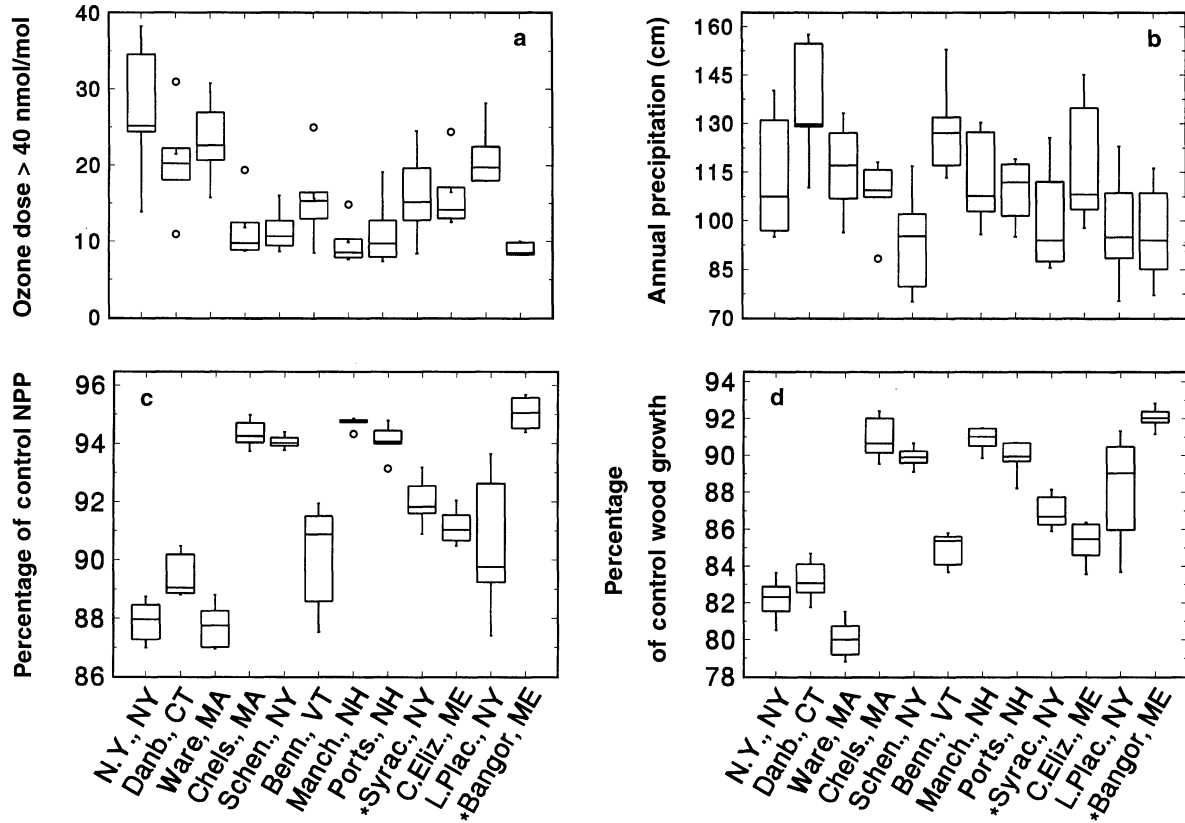 Ozone dose > 40 nmol/mol
40
30
20
10
0
a
Annual precipitation (cm)
160
145
130
115
100
85
70
b
Percentage of control NPP
96
94
92
90
88
86
c
N.Y., NY
Danb., CT
Ware, MA
Chels., MA
Schen., NY
Benn., VT
Manch., NH
Ports., NH
*Syrac., NY
C.Eliz., ME
L.Plac., NY
*Bangor, ME
Percentage
of control wood growth
94
92
90
88
86
84
82
80
78
d
N.Y., NY
Danb., CT
Ware, MA
Chels., MA
Schen., NY
Benn., VT
Manch., NH
Ports., NH
*Syrac., NY
C.Eliz., ME
L.Plac., NY
*Bangor, ME